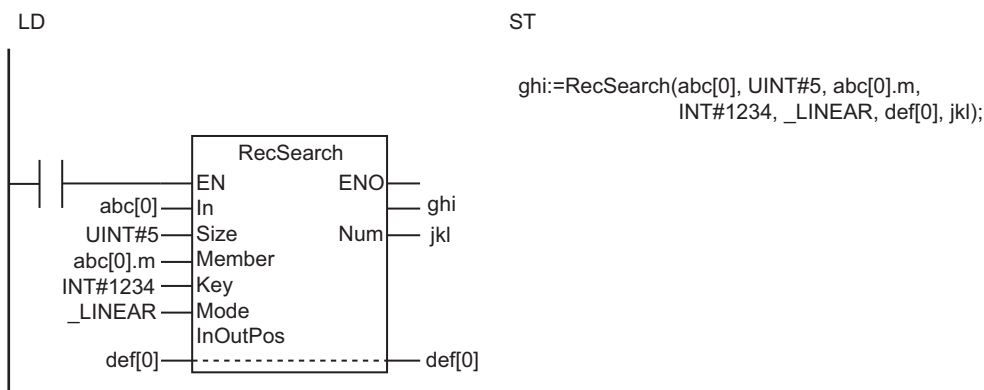 LD
ST
ghi:=RecSearch(abc[0], UINT#5, abc[0].m,
INT#1234, _LINEAR, def[0], jkl);
RecSearch
EN ENO
abc[0] In ghi
UINT#5 Size Num jkl
abc[0].m Member
INT#1234 Key
_LINEAR Mode
InOutPos
def[0] def[0]